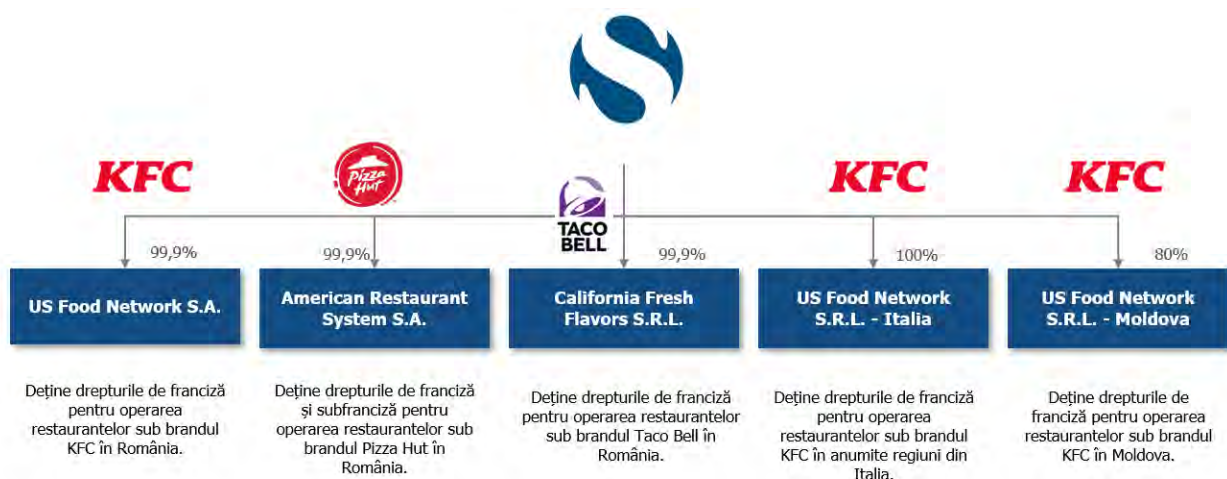 KFC
Pizza
Hut
TACO
BELL
KFC
KFC
99,9%
99,9%
99,9%
100%
80%
US Food Network S.A.
American Restaurant
System S.A.
California Fresh
Flavors S.R.L.
US Food Network
S.R.L. - Italia
US Food Network
S.R.L. - Moldova
Deține drepturile de franciză
pentru operarea
restaurantelor sub brandul
KFC în România.
Deține drepturile de franciză
și subfranciză pentru
operarea restaurantelor sub
brandul Pizza Hut în
România.
Deține drepturile de franciză
pentru operarea restaurantelor
sub brandul Taco Bell în
România.
Deține drepturile de franciză
pentru operarea
restaurantelor sub brandul
KFC în anumite regiuni din
Italia.
Deține drepturile de
franciză pentru operarea
restaurantelor sub brandul
KFC în Moldova.